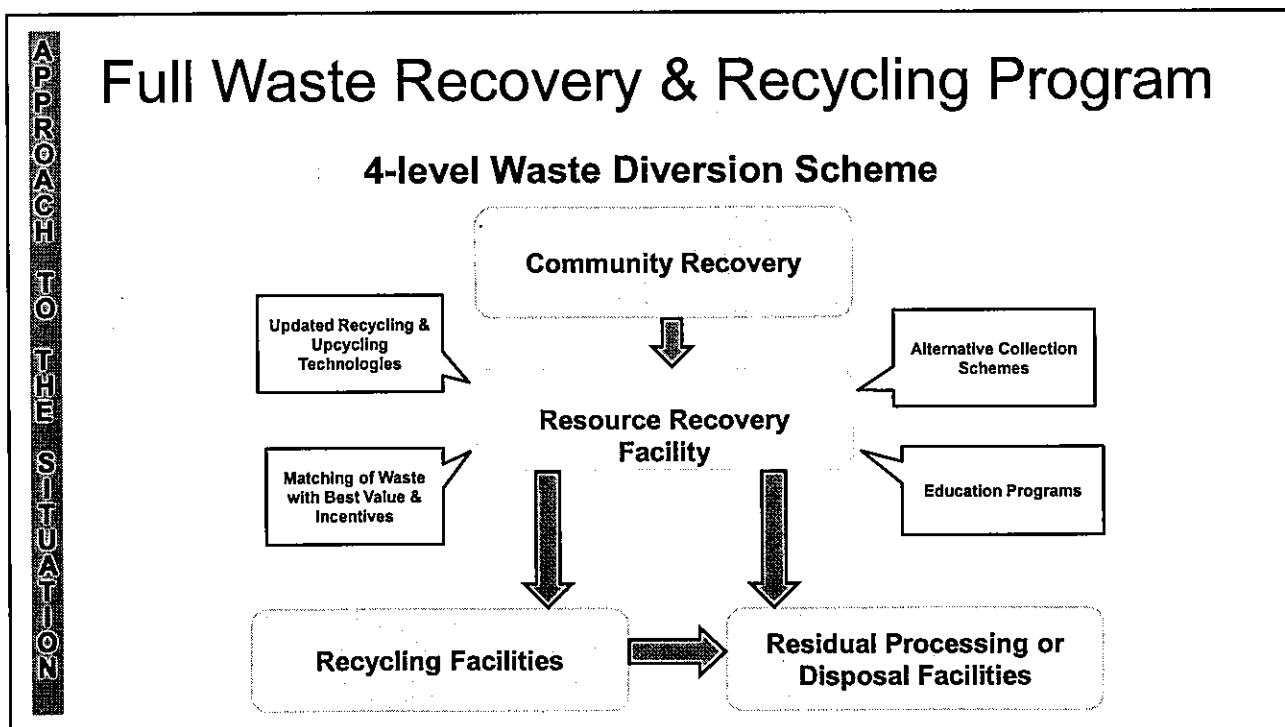 APPROACH TO THE SITUATION
Full Waste Recovery & Recycling Program
4-level Waste Diversion Scheme
Community Recovery
Updated Recycling &
Upcycling
Technologies
Alternative Collection
Schemes
Resource Recovery
Facility
Matching of Waste
with Best Value &
Incentives
Education Programs
Recycling Facilities
Residual Processing or
Disposal Facilities